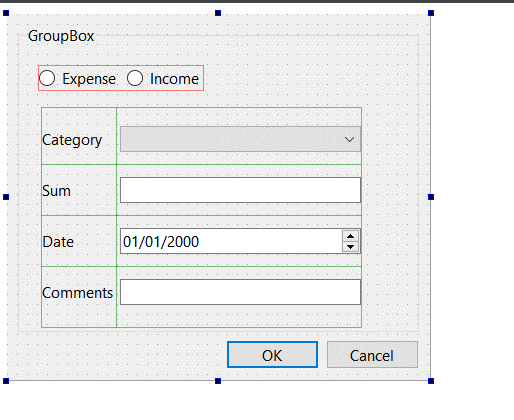 GroupBox
Expense Income
Category
Sum
Date 01/01/2000
Comments
OK Cancel